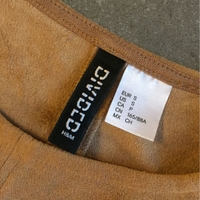 DIVIDED
H&M
EUR S
US S
CA P
CN 165/88A
MX CH